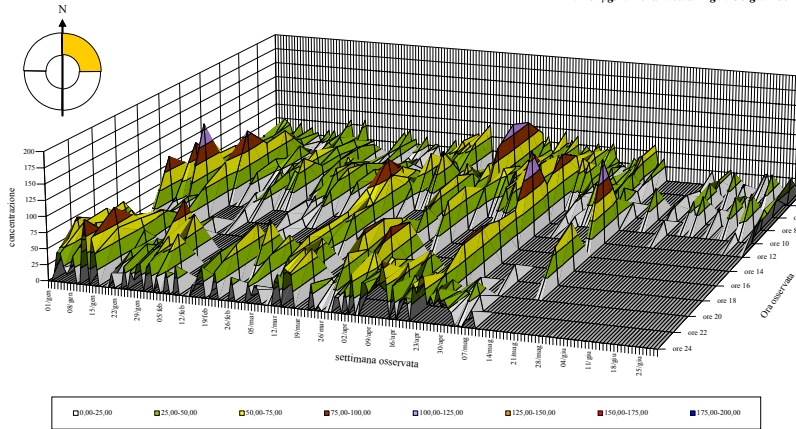 N
200
175
150
125
100
75
50
25
0
concentrazione
01/gen
08/gen
15/gen
22/gen
29/gen
05/feb
12/feb
19/feb
26/feb
05/mar
12/mar
19/mar
26/mar
02/apr
09/apr
16/apr
23/apr
30/apr
07/mag
14/mag
21/mag
28/mag
04/giu
11/giu
18/giu
25/giu
settimana osservata
ore 8
ore 10
ore 12
ore 14
ore 16
ore 18
ore 20
ore 22
ore 24
Ora osservata
0,00-25,00 25,00-50,00 50,00-75,00 75,00-100,00 100,00-125,00 125,00-150,00 150,00-175,00 175,00-200,00